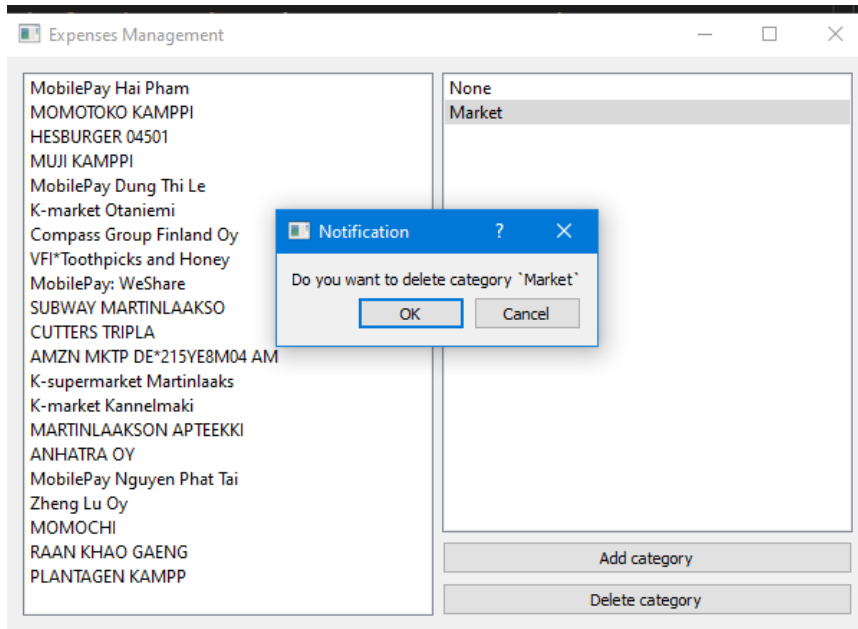 Expenses Management
MobilePay Hai Pham
MOMOTOKO KAMPPI
HESBURGER 04501
MUJI KAMPPI
MobilePay Dung Thi Le
K-market Otaniemi
Compass Group Finland Oy
VFI*Toothpicks and Honey
MobilePay: WeShare
SUBWAY MARTINLAAKSO
CUTTERS TRIPLA
AMZN MKTP DE*215YE8M04 AM
K-supermarket Martinlaaks
K-market Kannelmaki
MARTINLAAKSON APTEEKKI
ANHATRA OY
MobilePay Nguyen Phat Tai
Zheng Lu Oy
MOMOCHI
RAAN KHAO GAENG
PLANTAGEN KAMPP
None
Market
Notification ?
Do you want to delete category `Market`
OK Cancel
Add category
Delete category